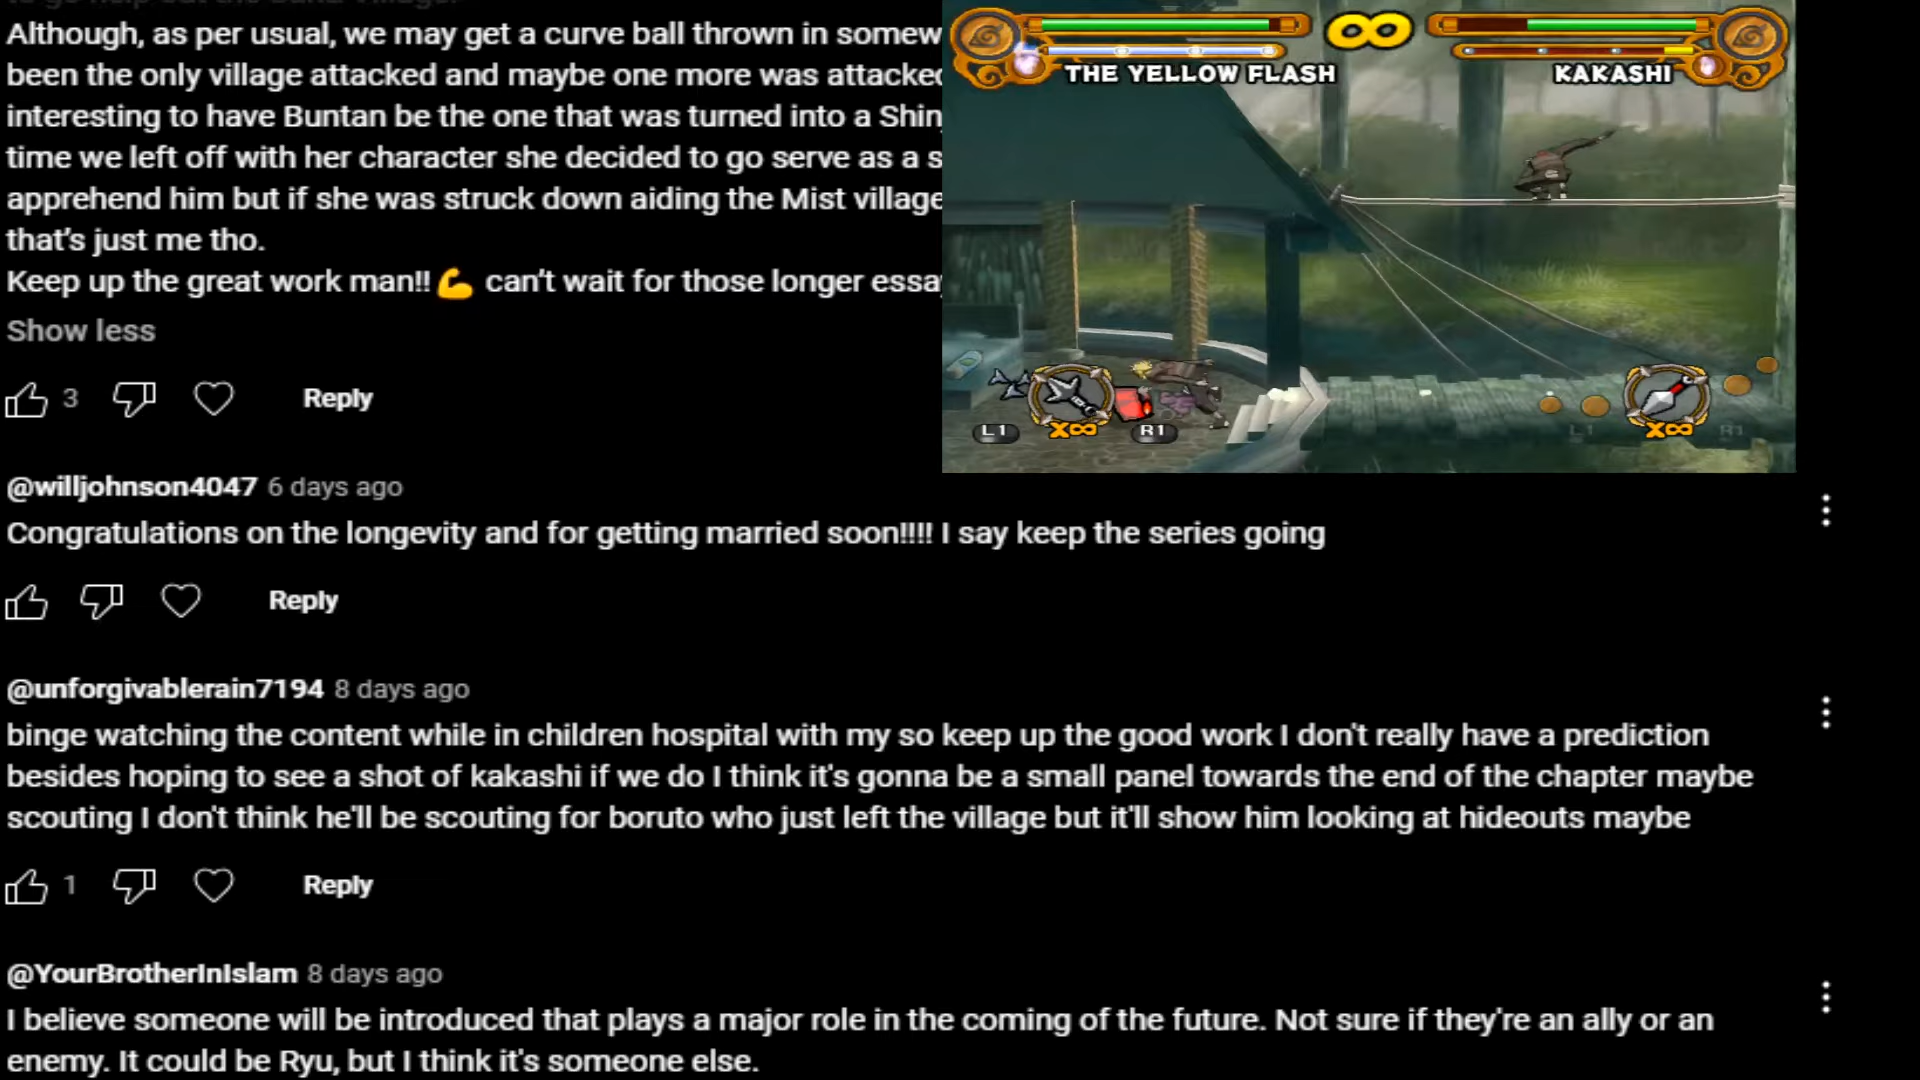 Although, as per usual, we may get a curve ball thrown in
been the only village attacked and maybe one more was attacked
interesting to have Buntan be the one that was turned into a
time we left off with her character she decided to go serve as a
apprehend him but if she was struck down aiding the Mist village
that's just me tho.
Keep up the great work man!!💪 can't wait for those longer
Show less
3
Reply
THE YELLOW FLASH
KAKASHI
L1
X∞
R1
L1
X∞
R1
@willjohnson4047 6 days ago
Congratulations on the longevity and for getting married soon!!!! I say keep the series going
Reply
@unforgivablerain7194 8 days ago
binge watching the content while in children hospital with my so keep up the good work I don't really have a prediction
besides hoping to see a shot of kakashi if we do I think it's gonna be a small panel towards the end of the chapter maybe
scouting I don't think he'll be scouting for boruto who just left the village but it'll show him looking at hideouts maybe
1
Reply
@YourBrotherInIslam 8 days ago
I believe someone will be introduced that plays a major role in the coming of the future. Not sure if they're an ally or an
enemy. It could be Ryu, but I think it's someone else.